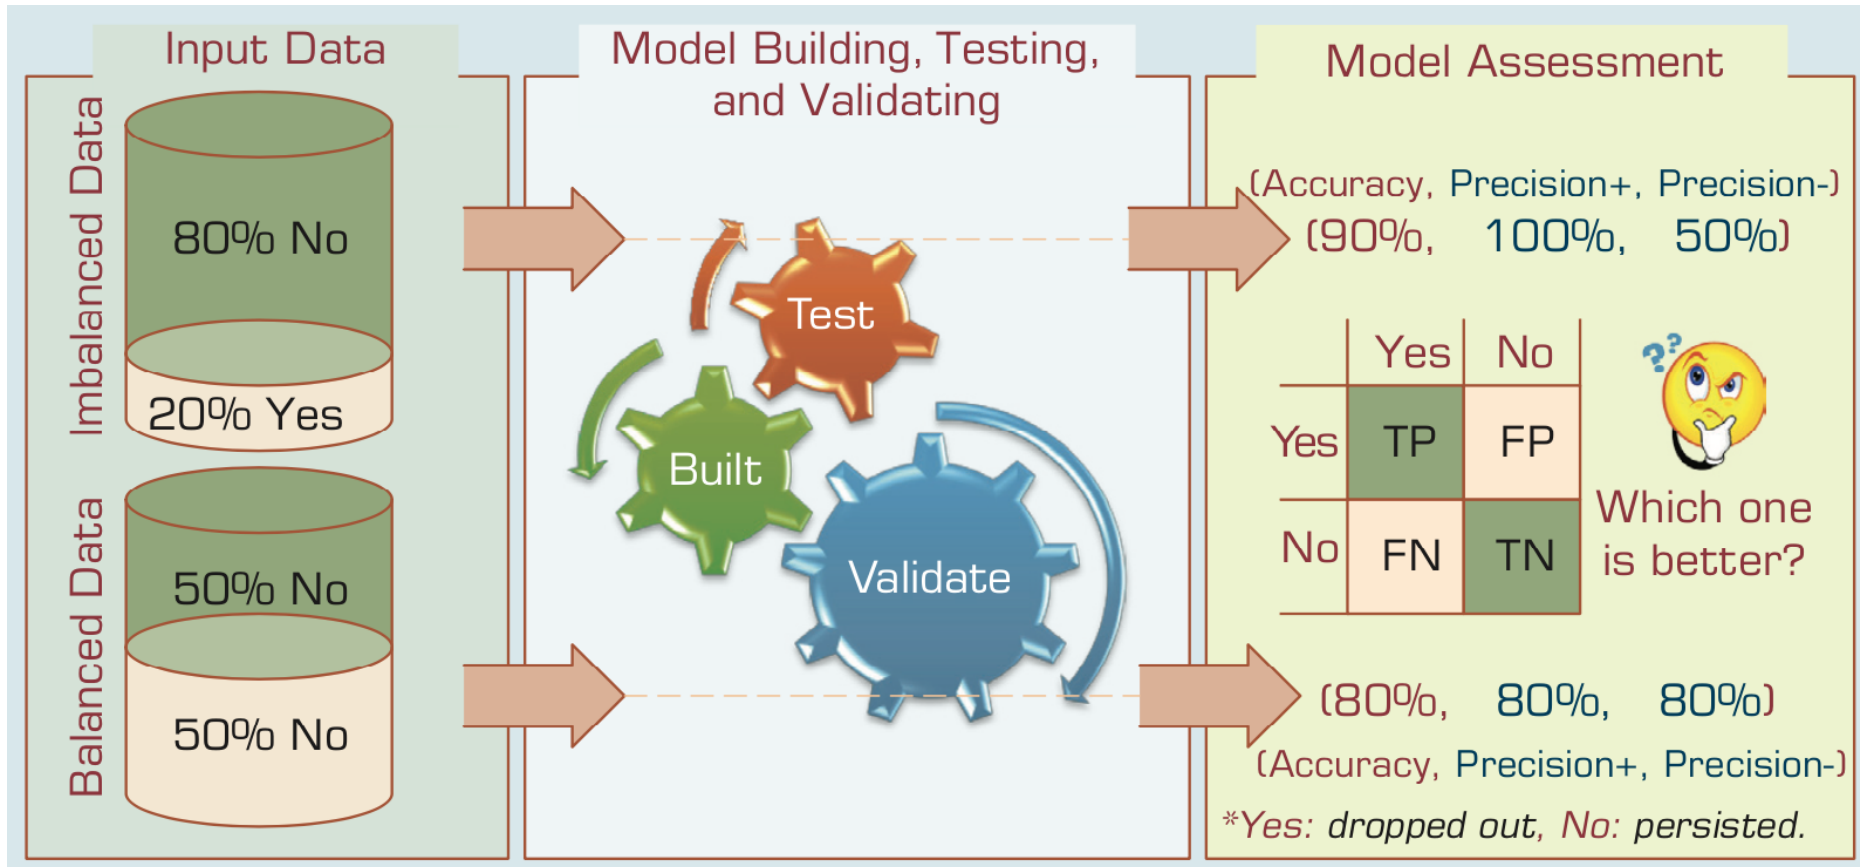 Input Data
Imbalanced Data
80% No
20% Yes
Balanced Data
50% No
50% No
Model Building, Testing,
and Validating
Test
Built
Validate
Model Assessment
(Accuracy, Precision+, Precision-)
(90%, 100%, 50%)
Yes No
Yes TP FP
No FN TN
??
Which one
is better?
(80%, 80%, 80%)
(Accuracy, Precision+, Precision-)
*Yes: dropped out, No: persisted.